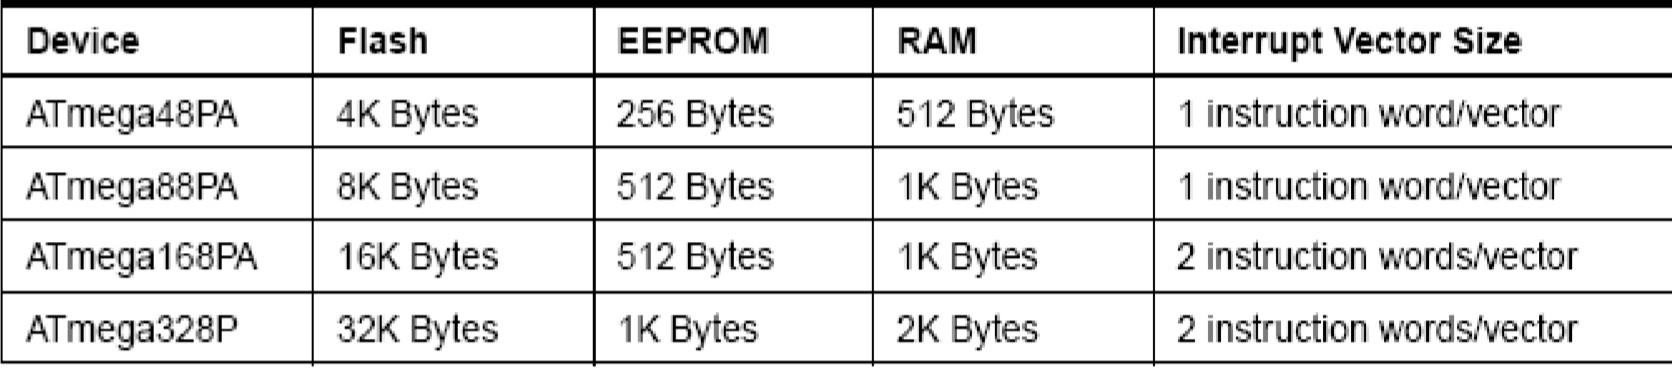 Device Flash EEPROM RAM Interrupt Vector Size
ATmega48PA 4K Bytes 256 Bytes 512 Bytes 1 instruction word/vector
ATmega88PA 8K Bytes 512 Bytes 1K Bytes 1 instruction word/vector
ATmega168PA 16K Bytes 512 Bytes 1K Bytes 2 instruction words/vector
ATmega328P 32K Bytes 1K Bytes 2K Bytes 2 instruction words/vector